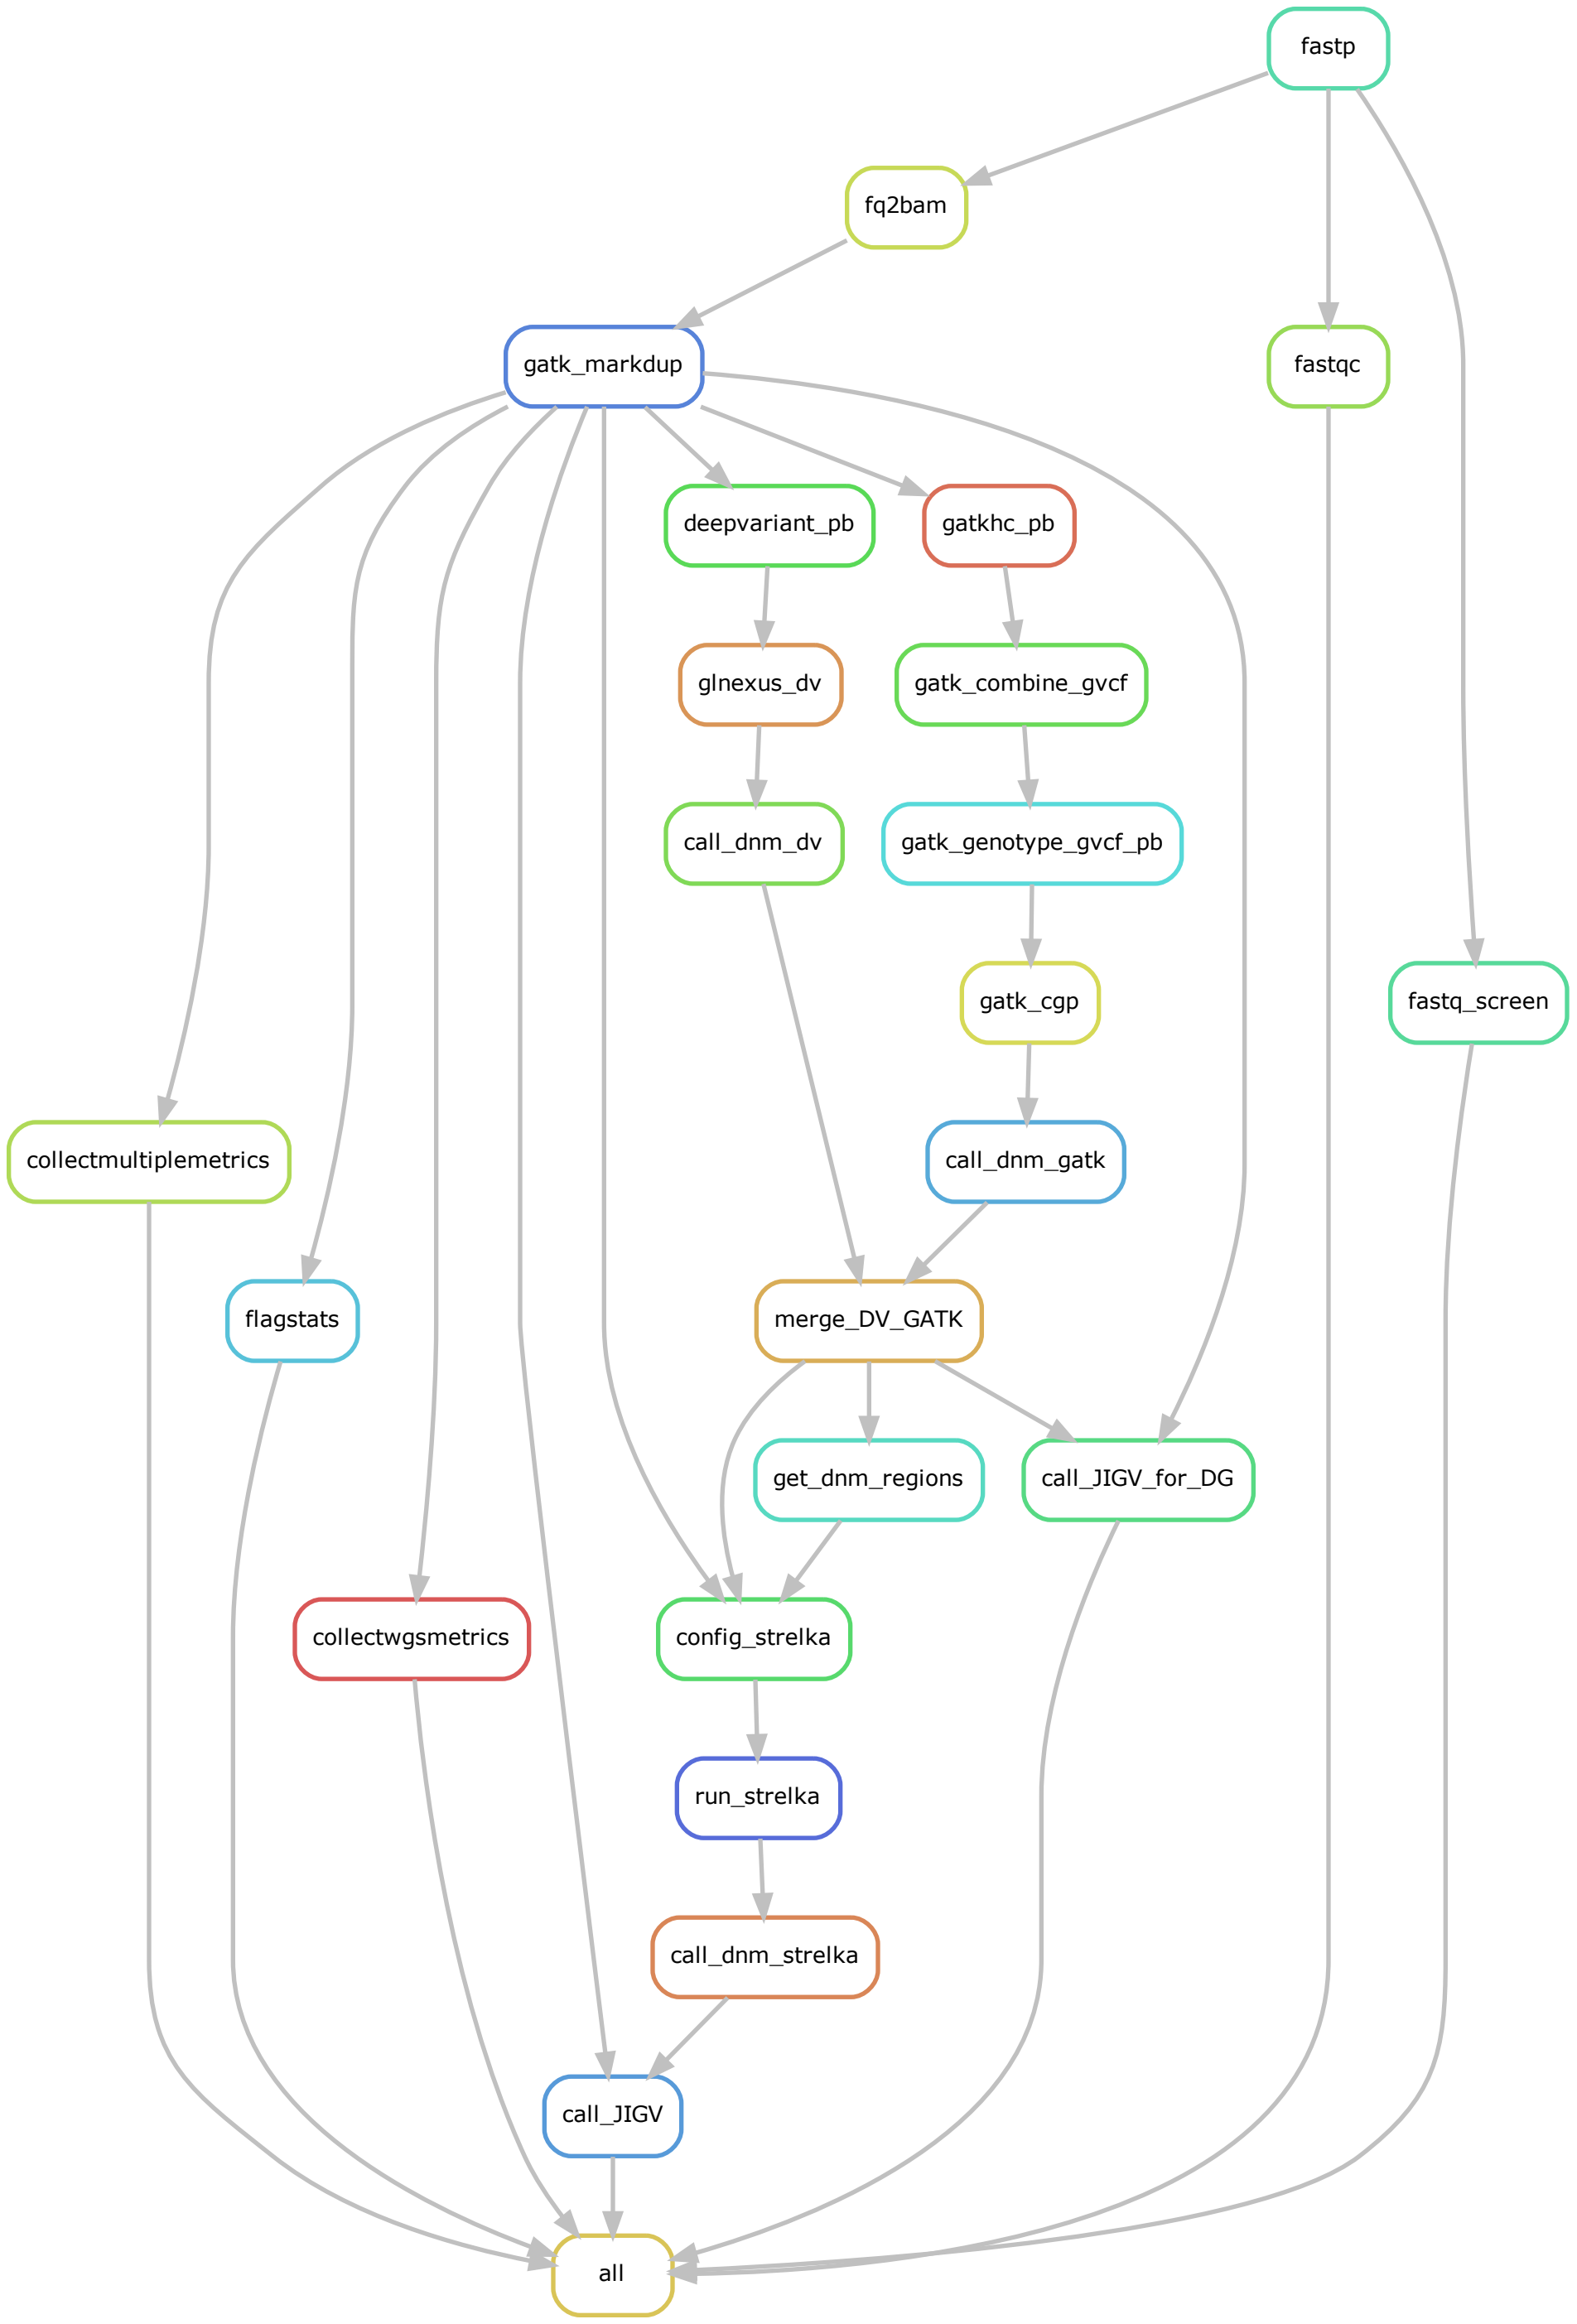 fastp
fq2bam
gatk_markdup
fastqc
deepvariant_pb
gatkhc_pb
glnexus_dv
gatk_combine_gvcf
call_dnm_dv
gatk_genotype_gvcf_pb
gatk_cgp
fastq_screen
collectmultiplemetrics
call_dnm_gatk
flagstats
merge_DV_GATK
get_dnm_regions
call_JIGV_for_DG
collectwgsmetrics
config_strelka
run_strelka
call_dnm_strelka
call_JIGV
all